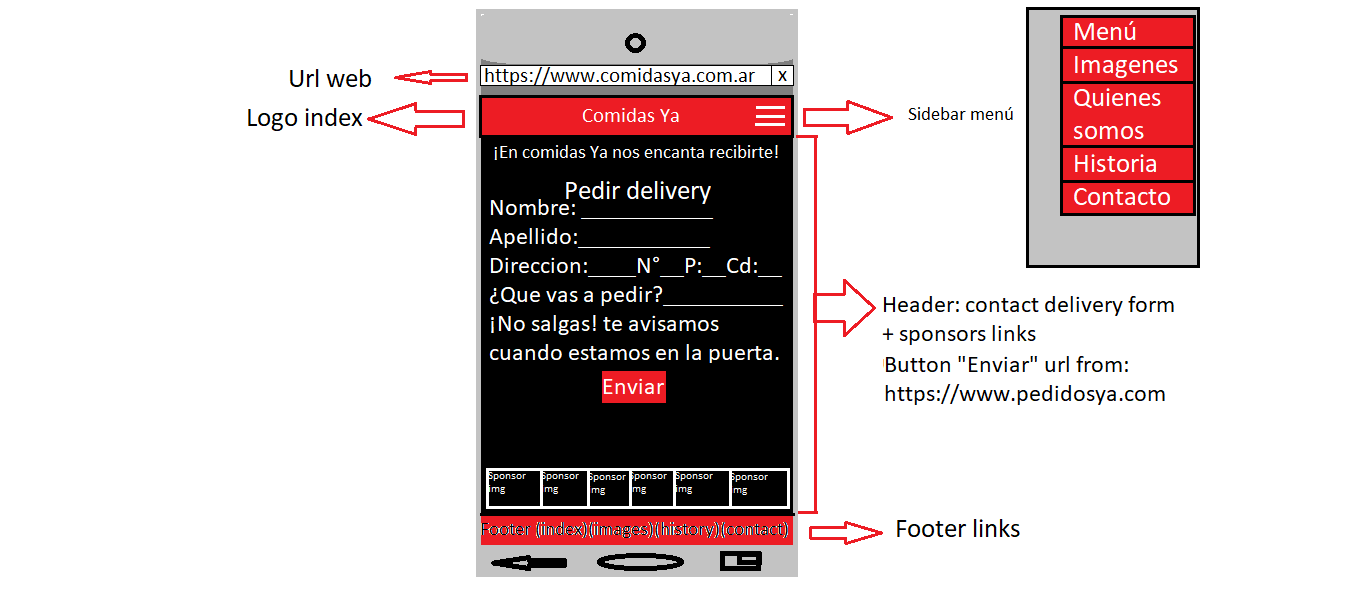 Url web
Logo index
https://www.comidasya.com.ar x
Comidas Ya
¡En comidas Ya nos encanta recibirte!
Pedir delivery
Nombre: ___________
Apellido:___________
Direccion:____N°__P:__Cd:__
¿Que vas a pedir?__________
¡No salgas! te avisamos
cuando estamos en la puerta.
Enviar
Sponsor
img
Sponsor
img
Sponsor
img
Sponsor
img
Sponsor
img
Sponsor
img
Footer (index)(images)(history)(contact)
Sidebar menú
Menú
Imagenes
Quienes
somos
Historia
Contacto
Header: contact delivery form
+ sponsors links
Button "Enviar" url from:
https://www.pedidosya.com
Footer links